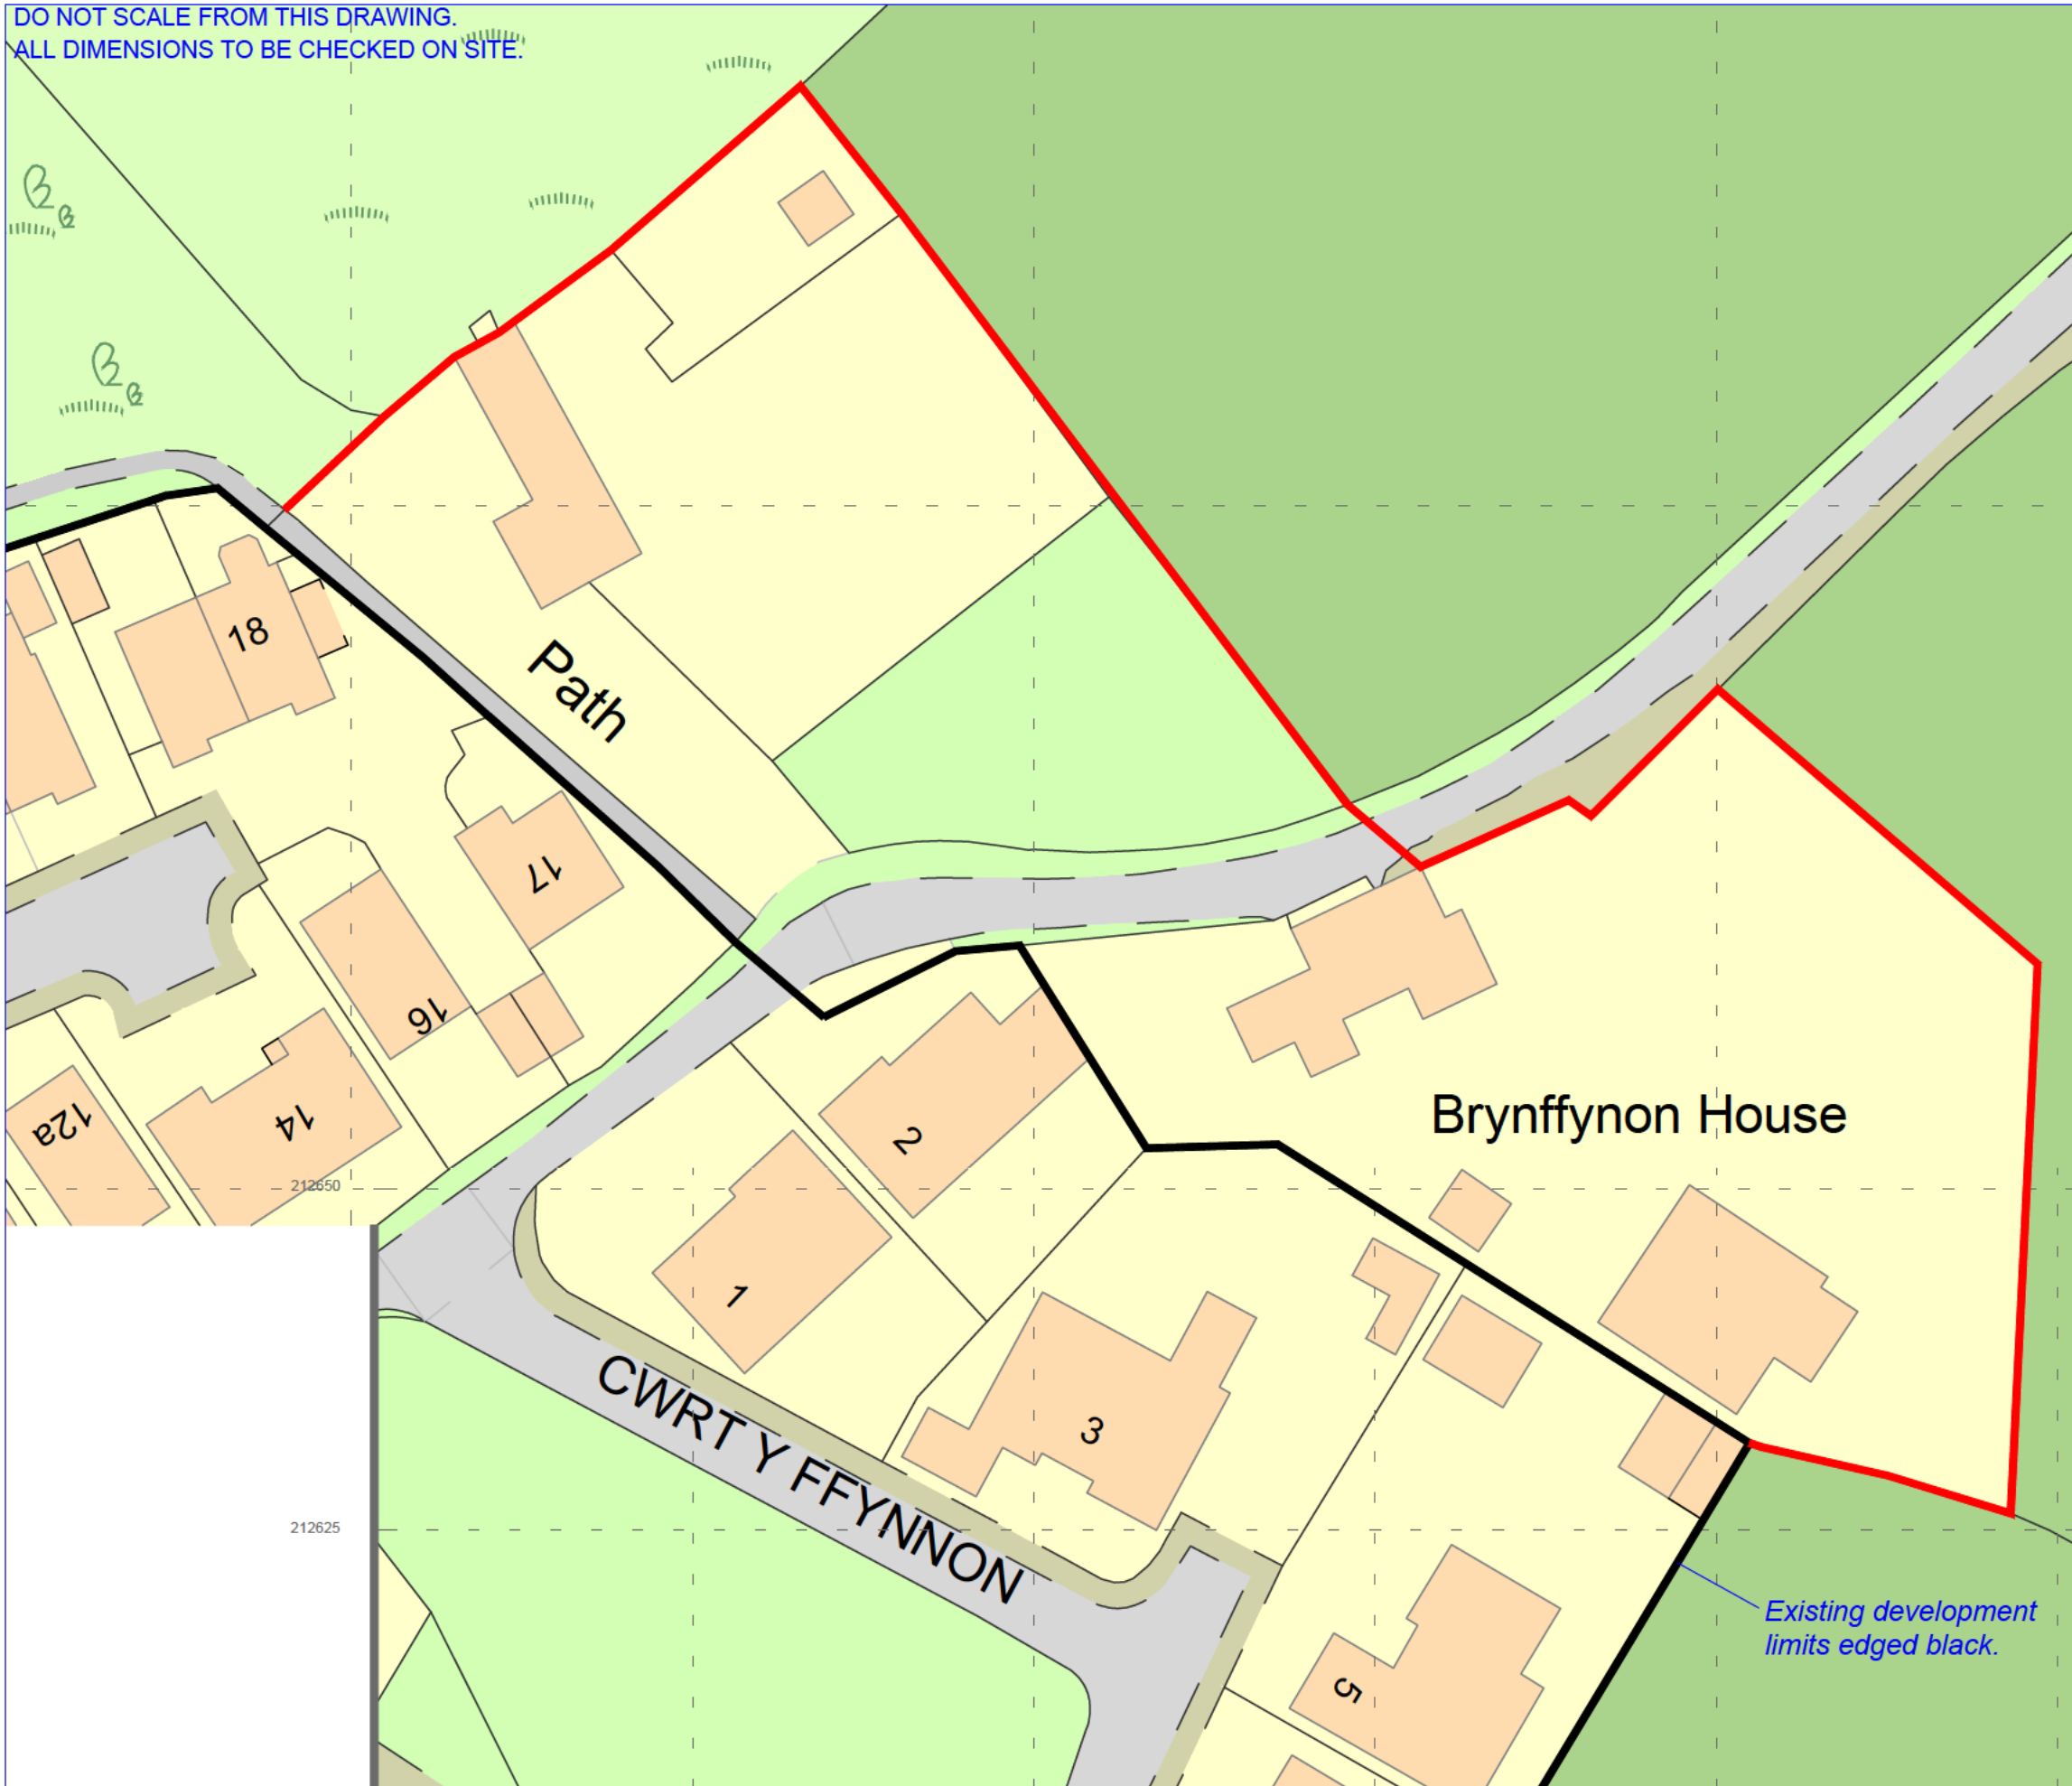 DO NOT SCALE FROM THIS DRAWING.
ALL DIMENSIONS TO BE CHECKED ON SITE.
18
Path
17
16
14
12a
2
Brynffynon House
212650
1
CWRT Y FFYNNON
3
212625
Existing development
limits edged black.
5